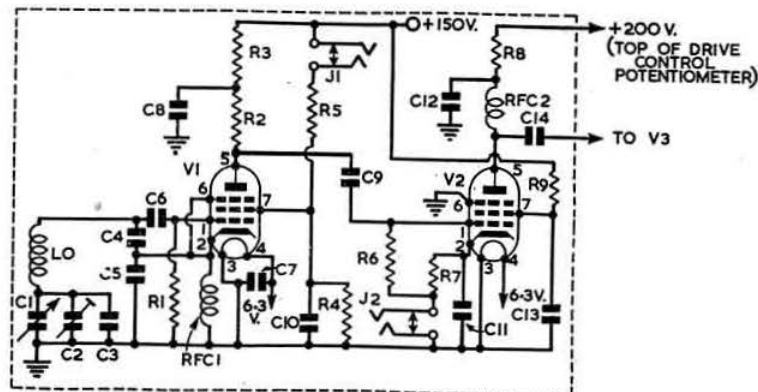 +150V.
+200V.
(TOP OF DRIVE
CONTROL
POTENTIOMETER)
R3
J1
R8
C8
R2
R5
C12
RFC2
C14
TO V3
V1
5
6
7
1
2
3
4
C9
V2
5
6
7
1
2
3
4
R9
C6
LO
C4
C5
R1
C7
6·3
V.
R6
R7
6·3V.
C1
C2
C3
RFC1
C10
R4
J2
C11
C13